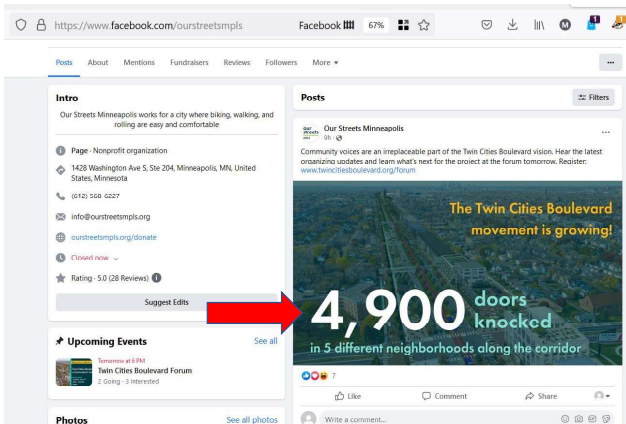 https://www.facebook.com/ourstreetsmpls
Facebook
67%
M
1
1
Posts About Mentions Fundraisers Reviews Followers More
Intro
Our Streets Minneapolis works for a city where biking, walking, and
rolling are easy and comfortable
Page · Nonprofit organization
1428 Washington Ave S, Ste 204, Minneapolis, MN, United
States, Minnesota
(612) 568-6227
info@ourstreetsmpls.org
ourstreetsmpls.org/donate
Closed now
Rating · 5.0 (28 Reviews)
Suggest Edits
Upcoming Events
See all
Tomorrow at 6 PM
Twin Cities Boulevard Forum
2 Going · 3 Interested
Photos
See all photos
Posts
Filters
our
streets
Our Streets Minneapolis
9h
Community voices are an irreplaceable part of the Twin Cities Boulevard vision. Hear the latest
organizing updates and learn what's next for the project at the forum tomorrow. Register:
www.twincitiesboulevard.org/forum
The Twin Cities Boulevard
movement is growing!
4,900 doors
knocked
in 5 different neighborhoods along the corridor
7
Like Comment Share
Write a comment...